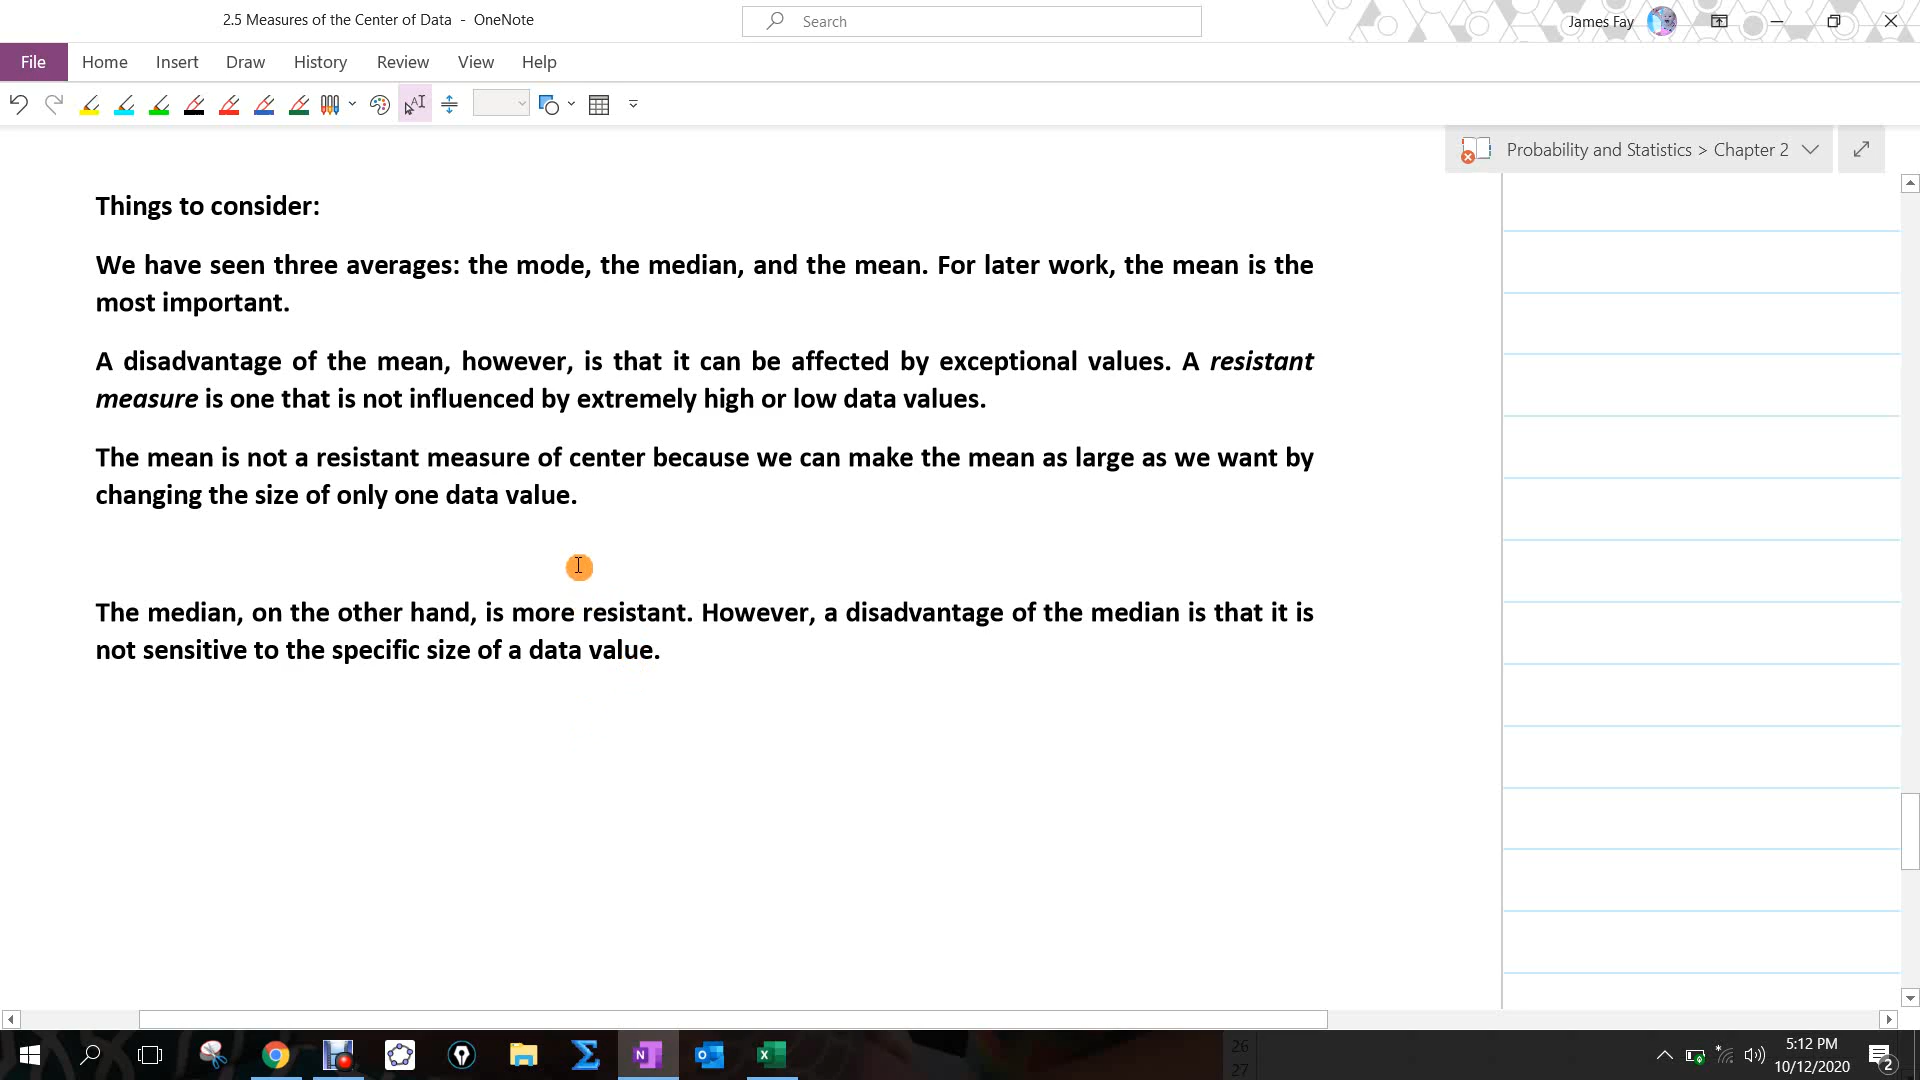 2.5 Measures of the Center of Data - OneNote
Search
James Fay
File Home Insert Draw History Review View Help
Probability and Statistics > Chapter 2
Things to consider:
We have seen three averages: the mode, the median, and the mean. For later work, the mean is the
most important.
A disadvantage of the mean, however, is that it can be affected by exceptional values. A resistant
measure is one that is not influenced by extremely high or low data values.
The mean is not a resistant measure of center because we can make the mean as large as we want by
changing the size of only one data value.
The median, on the other hand, is more resistant. However, a disadvantage of the median is that it is
not sensitive to the specific size of a data value.
26
27
5:12 PM
10/12/2020
2